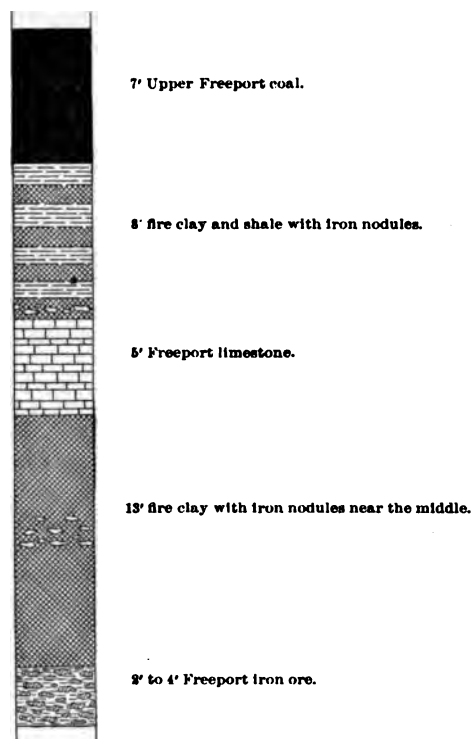 7' Upper Freeport coal.
8' fire clay and shale with iron nodules.
5' Freeport limestone.
13' fire clay with iron nodules near the middle.
2' to 4' Freeport iron ore.